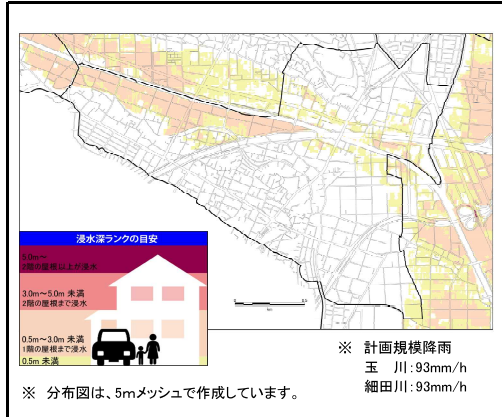 浸水深ランクの目安
5.0m～
2階の屋根以上が浸水
3.0m～5.0m 未満
2階の屋根まで浸水
0.5m～3.0m 未満
1階の屋根まで浸水
0.5m 未満
※ 分布図は、5mメッシュで作成しています。
※ 計画規模降雨
玉　川：93mm/h
細田川：93mm/h